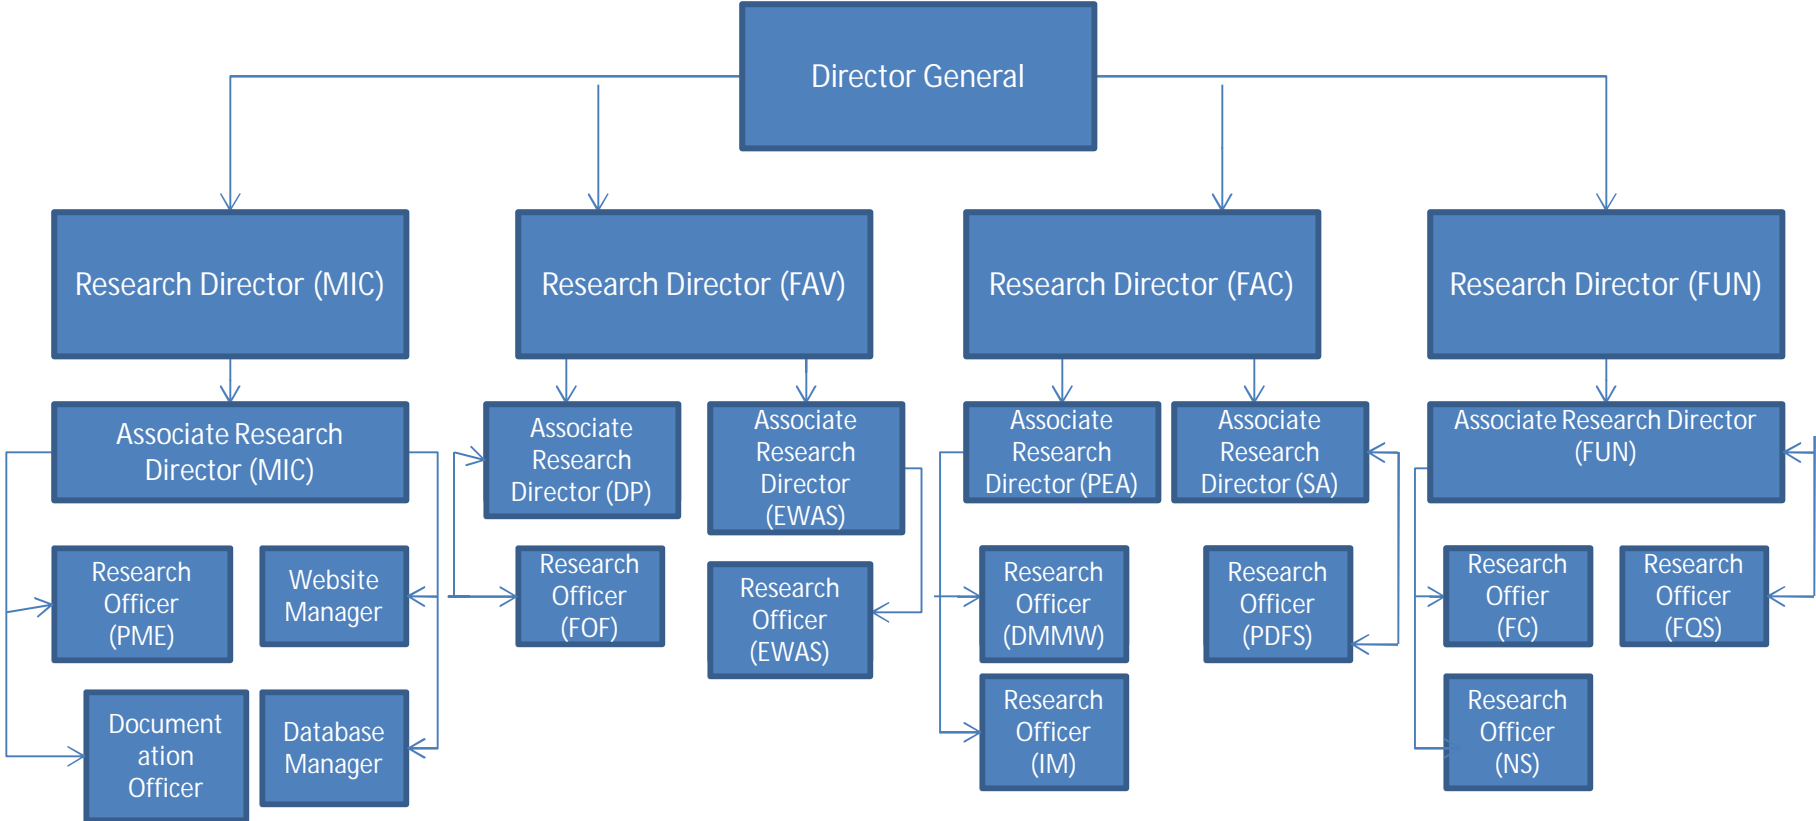 Director General
Research Director (MIC)
Research Director (FAV)
Research Director (FAC)
Research Director (FUN)
Associate Research
Director (MIC)
Associate
Research
Director (DP)
Associate
Research
Director
(EWAS)
Associate
Research
Director (PEA)
Associate
Research
Director (SA)
Associate Research Director
(FUN)
Research
Officer
(PME)
Website
Manager
Research
Officer
(FOF)
Research
Officer
(EWAS)
Research
Officer
(DMMW)
Research
Officer
(PDFS)
Research
Offier
(FC)
Research
Officer
(FQS)
Document
ation
Officer
Database
Manager
Research
Officer
(IM)
Research
Officer
(NS)